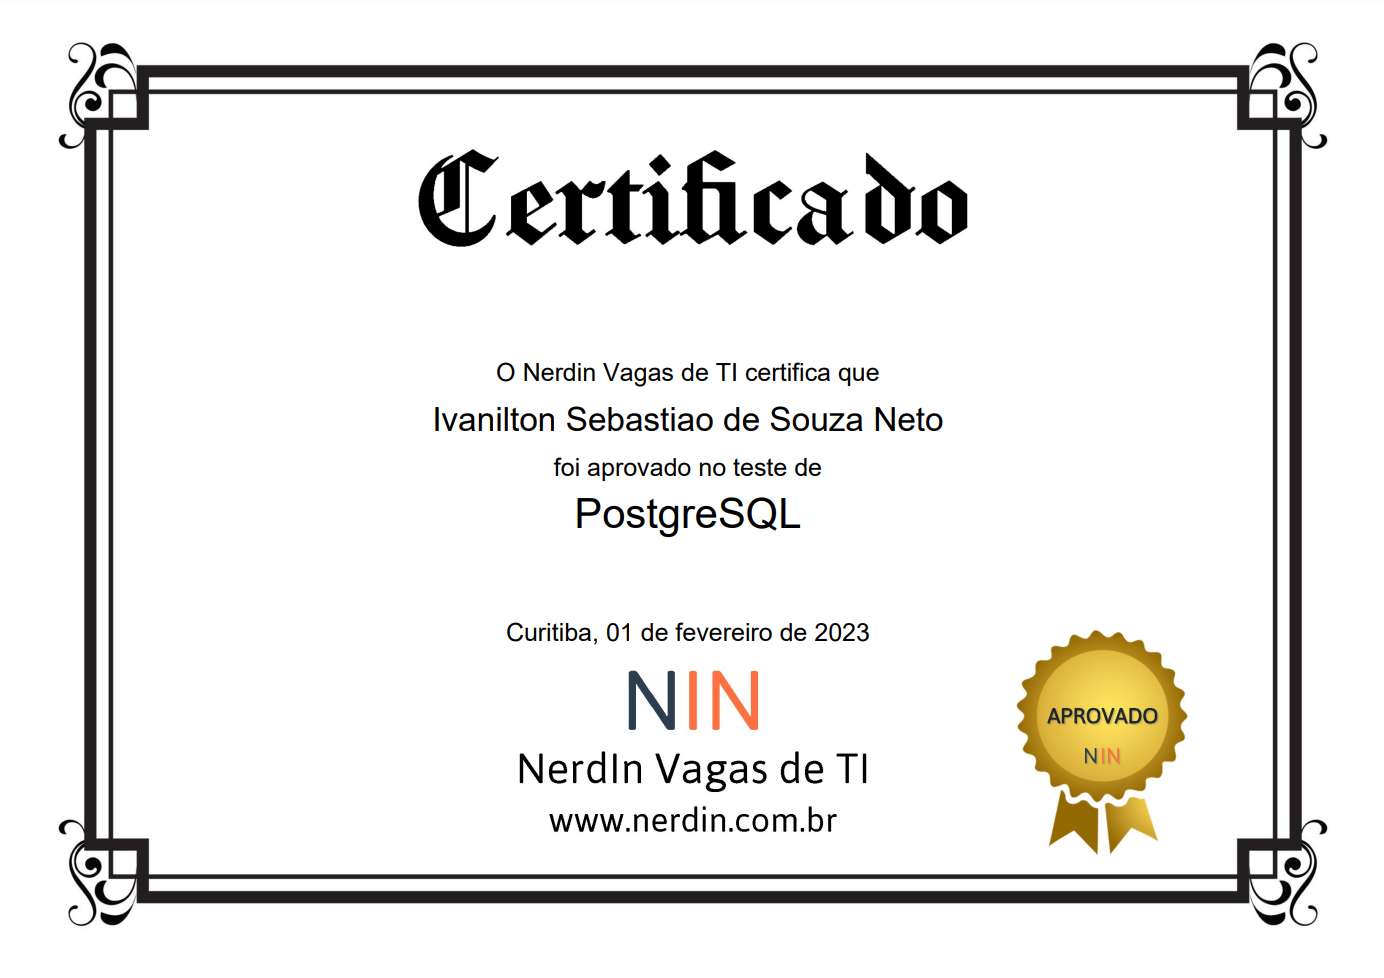 Certificado
O Nerdin Vagas de TI certifica que
Ivanilton Sebastiao de Souza Neto
foi aprovado no teste de
PostgreSQL
Curitiba, 01 de fevereiro de 2023
NIN
NerdIn Vagas de TI
www.nerdin.com.br
APROVADO
NIN